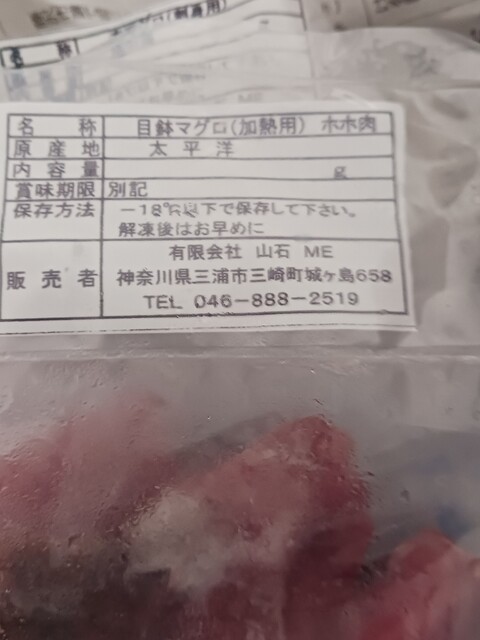 名称 目鉢マグロ(加熱用) ホホ肉
原産地 太平洋
内容量 g
賞味期限 別記
保存方法 －18℃以下で保存して下さい。
解凍後はお早めに
販売者 有限会社 山石 ME
神奈川県三浦市三崎町城ヶ島658
TEL 046－888－2519